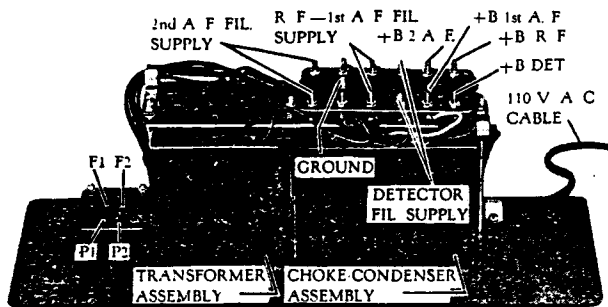 2nd A F FIL.
SUPPLY
R F—1st A F FIL
SUPPLY
+B 2 A F.
+B 1st A. F
+B R F
+B DET
110 V A C
CABLE
GROUND
F1 F2
DETECTOR
FIL SUPPLY
P1
P2
TRANSFORMER
ASSEMBLY
CHOKE-CONDENSER
ASSEMBLY